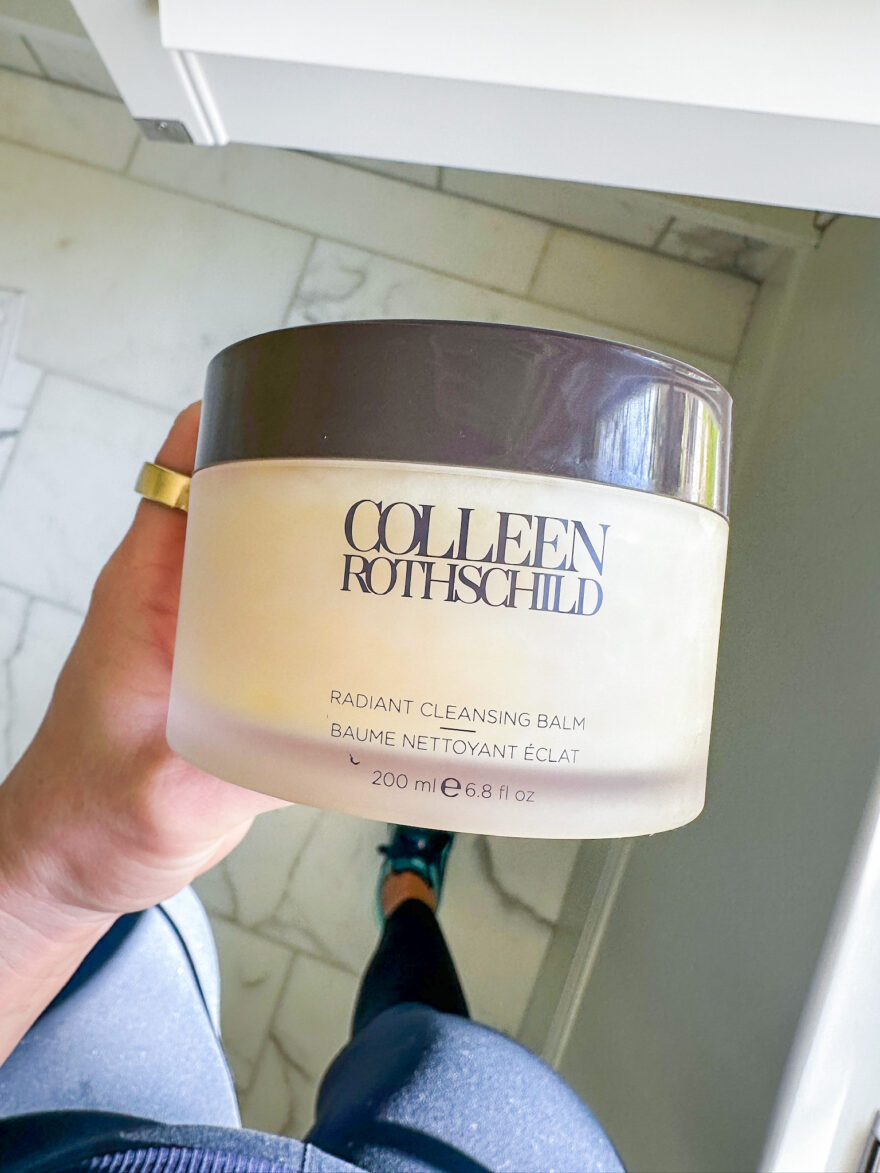 COLLEEN
ROTHSCHILD
RADIANT CLEANSING BALM
BAUME NETTOYANT ÉCLAT
200 ml ℮ 6.8 fl oz